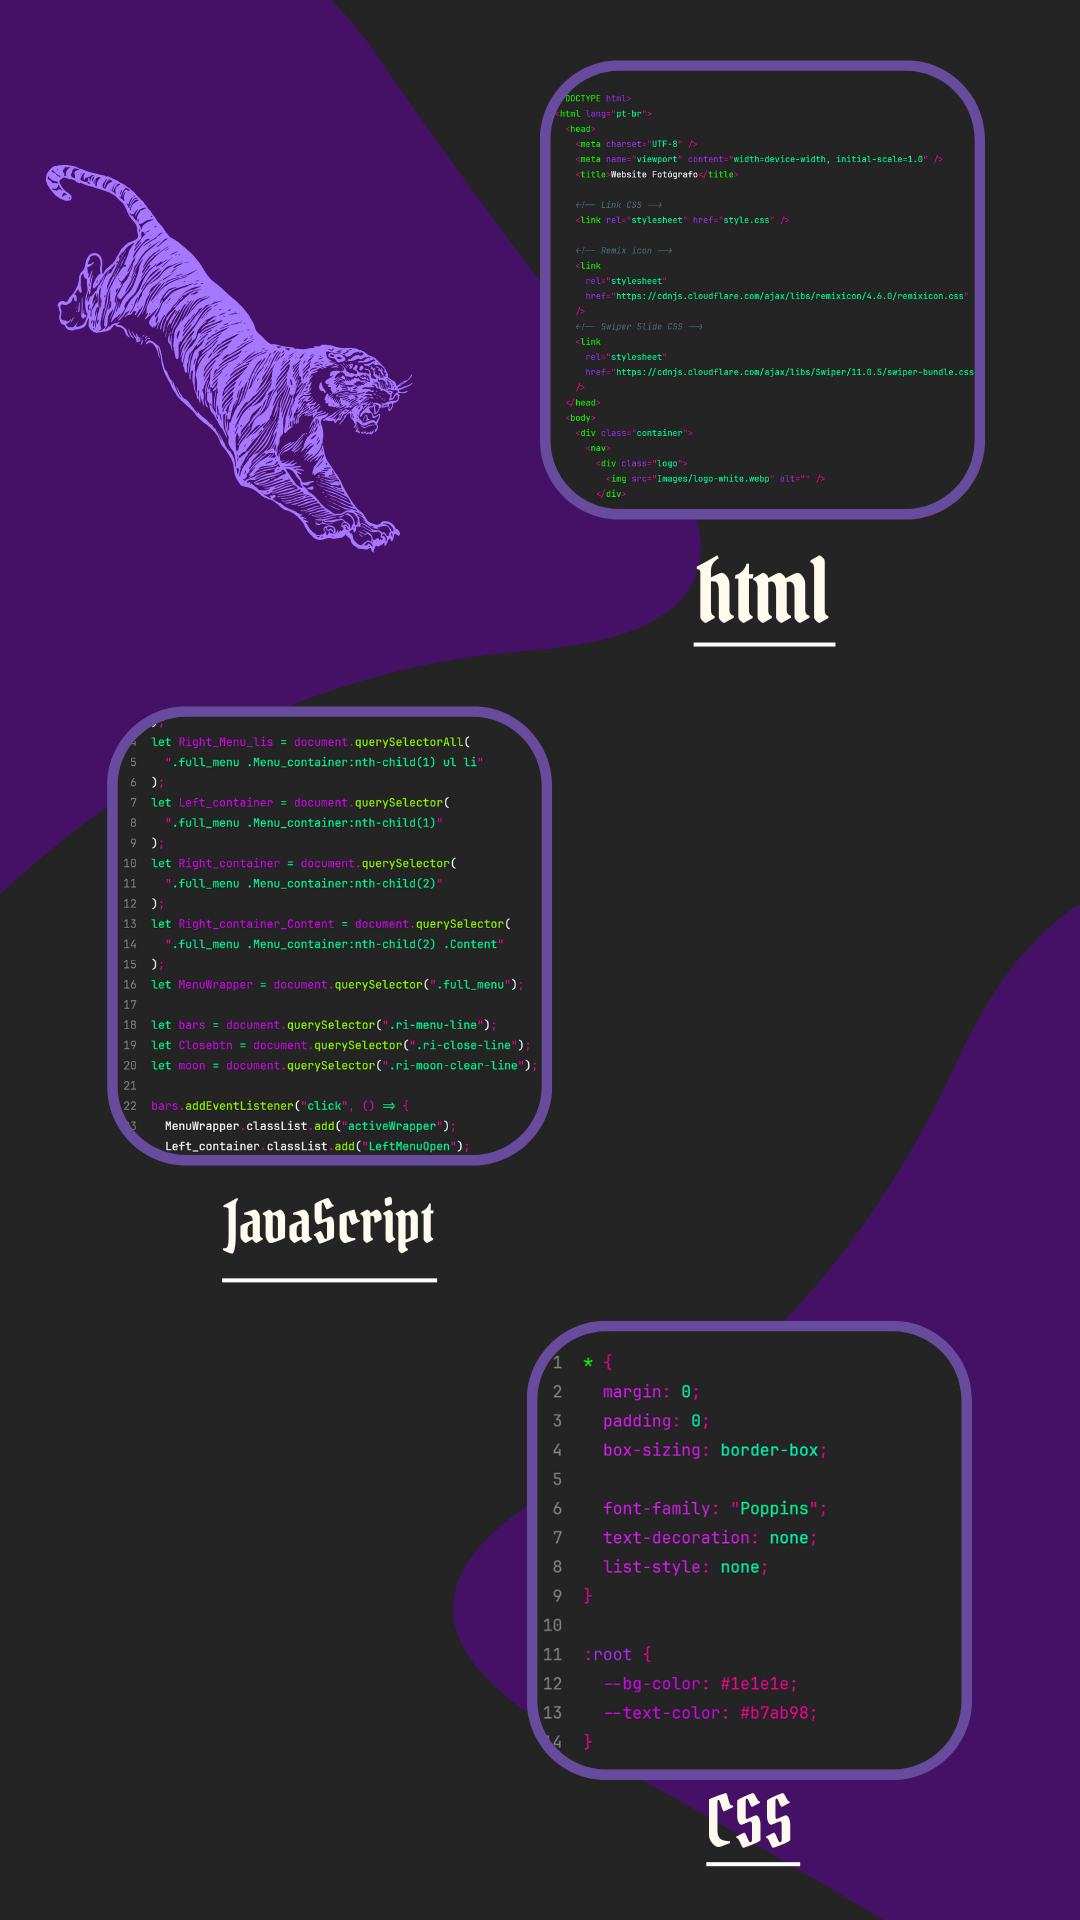 DOCTYPE html>
<html lang="pt-br">
<head>
<meta charset="UTF-8" />
<meta name="viewport" content="width=device-width, initial-scale=1.0" />
<title>Website Fotógrafo</title>
<!-- Link CSS -->
<link rel="stylesheet" href="style.css" />
<!-- Remix icon -->
<link
rel="stylesheet"
href="https://cdnjs.cloudflare.com/ajax/libs/remixicon/4.6.0/remixicon.css"
/>
<!-- Swiper Slide CSS -->
<link
rel="stylesheet"
href="https://cdnjs.cloudflare.com/ajax/libs/Swiper/11.0.5/swiper-bundle.css
/>
</head>
<body>
<div class="container">
<nav>
<div class="logo">
<img src="Images/logo-white.webp" alt="" />
</div>
html
);
4 let Right_Menu_lis = document.querySelectorAll(
5 ".full_menu .Menu_container:nth-child(1) ul li"
6 );
7 let Left_container = document.querySelector(
8 ".full_menu .Menu_container:nth-child(1)"
9 );
10 let Right_container = document.querySelector(
11 ".full_menu .Menu_container:nth-child(2)"
12 );
13 let Right_container_Content = document.querySelector(
14 ".full_menu .Menu_container:nth-child(2) .Content"
15 );
16 let MenuWrapper = document.querySelector(".full_menu");
17
18 let bars = document.querySelector(".ri-menu-line");
19 let Closebtn = document.querySelector(".ri-close-line");
20 let moon = document.querySelector(".ri-moon-clear-line");
21
22 bars.addEventListener("click", () => {
3 MenuWrapper.classList.add("activeWrapper");
Left_container.classList.add("LeftMenuOpen");
JavaScript
1 * {
2 margin: 0;
3 padding: 0;
4 box-sizing: border-box;
5
6 font-family: "Poppins";
7 text-decoration: none;
8 list-style: none;
9 }
10
11 :root {
12 --bg-color: #1e1e1e;
13 --text-color: #b7ab98;
14 }
CSS